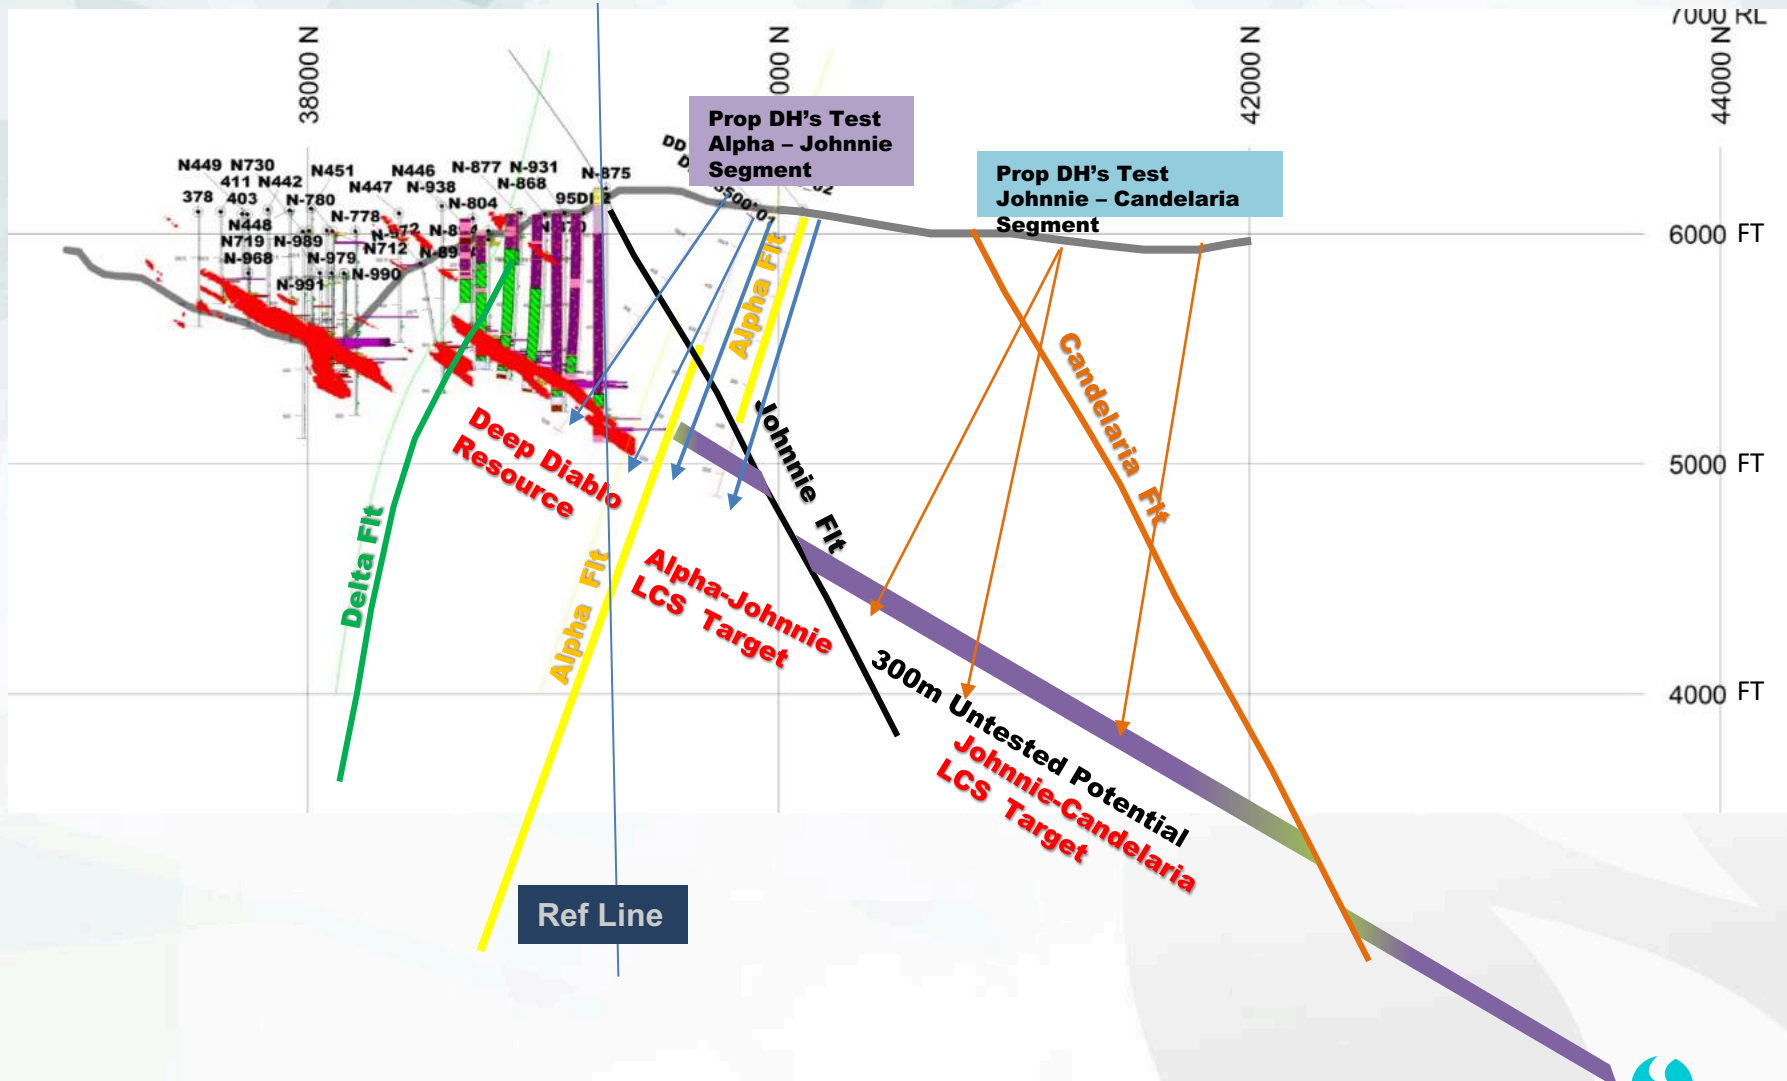 7000 RL
38000 N
000 N
42000 N
44000 N
Prop DH's Test
Alpha – Johnnie
Segment
Prop DH's Test
Johnnie – Candelaria
Segment
N449
N730
N451
N446
N-877
N-931
N-875
411
N442
N447
N-938
N-868
378
403
N-780
N-804
95D
N448
N-778
N719
N-989
N712
N-89
N-968
N-979
N-990
N-991
DD
6000 FT
5000 FT
4000 FT
Alpha Flt
Johnnie Flt
Candelaria Flt
Delta Flt
Alpha Flt
Deep Diablo
Resource
Alpha-Johnnie
LCS Target
300m Untested Potential
Johnnie-Candelaria
LCS Target
Ref Line